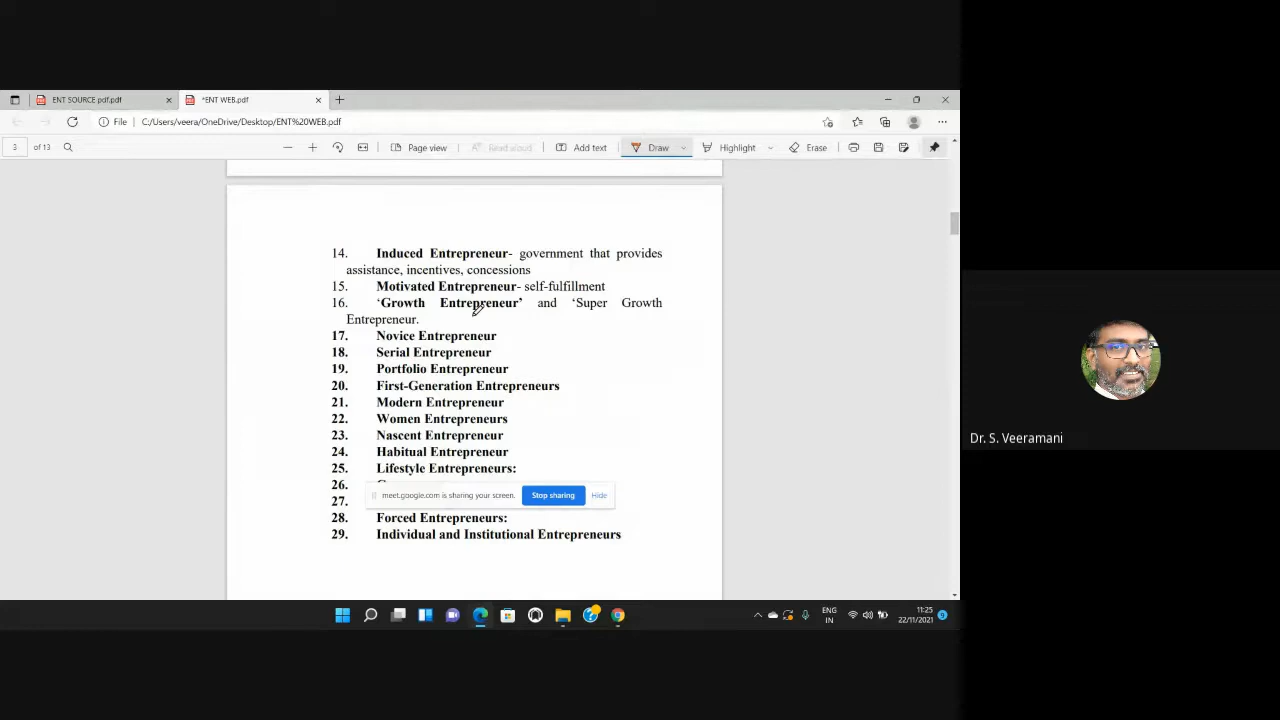 ENT SOURCE pdf.pdf
*ENT WEB.pdf
File
C:/Users/veera/OneDrive/Desktop/ENT%20WEB.pdf
3 of 13
Page view
Read aloud
Add text
Draw
Highlight
Erase
14. Induced Entrepreneur- government that provides
assistance, incentives, concessions
15. Motivated Entrepreneur- self-fulfillment
16. ‘Growth Entrepreneur’ and ‘Super Growth
Entrepreneur.
17. Novice Entrepreneur
18. Serial Entrepreneur
19. Portfolio Entrepreneur
20. First-Generation Entrepreneurs
21. Modern Entrepreneur
22. Women Entrepreneurs
23. Nascent Entrepreneur
24. Habitual Entrepreneur
25. Lifestyle Entrepreneurs:
26.
meet.google.com is sharing your screen. Stop sharing Hide
27.
28. Forced Entrepreneurs:
29. Individual and Institutional Entrepreneurs
Dr. S. Veeramani
ENG
IN
11:25
22/11/2021